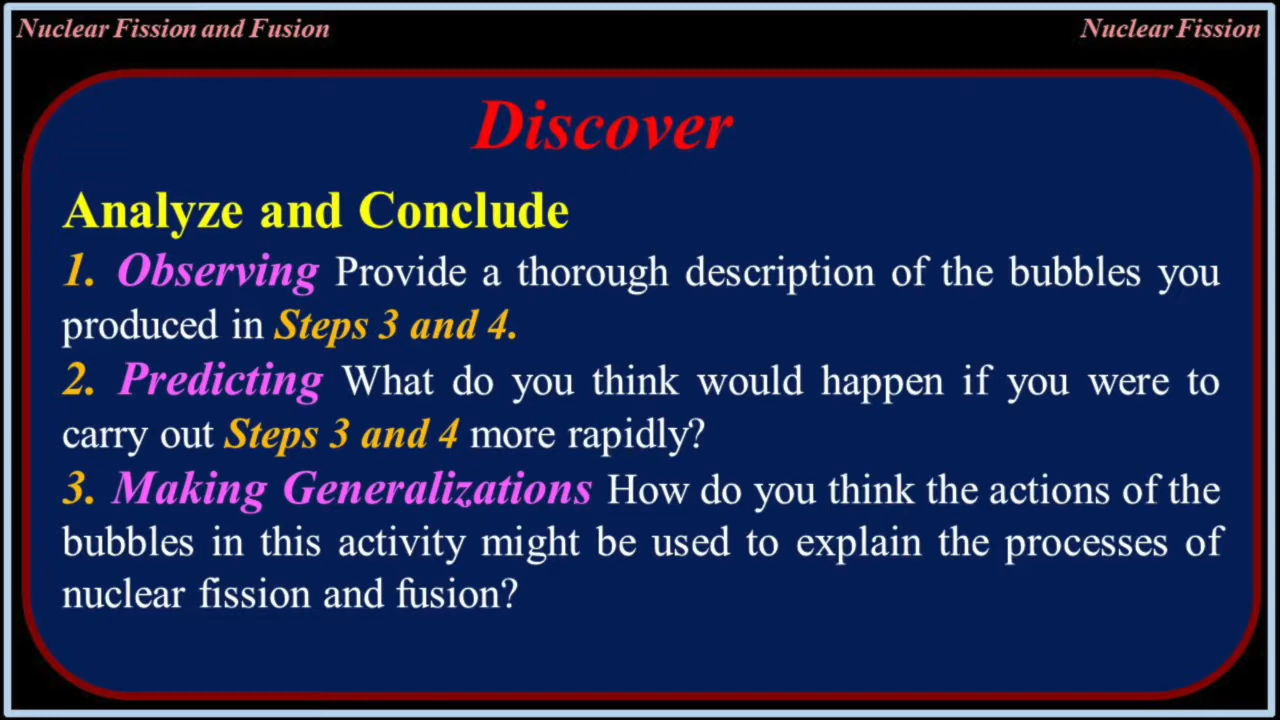 Nuclear Fission and Fusion
Nuclear Fission
Discover
Analyze and Conclude
1. Observing Provide a thorough description of the bubbles you
produced in Steps 3 and 4.
2. Predicting What do you think would happen if you were to
carry out Steps 3 and 4 more rapidly?
3. Making Generalizations How do you think the actions of the
bubbles in this activity might be used to explain the processes of
nuclear fission and fusion?